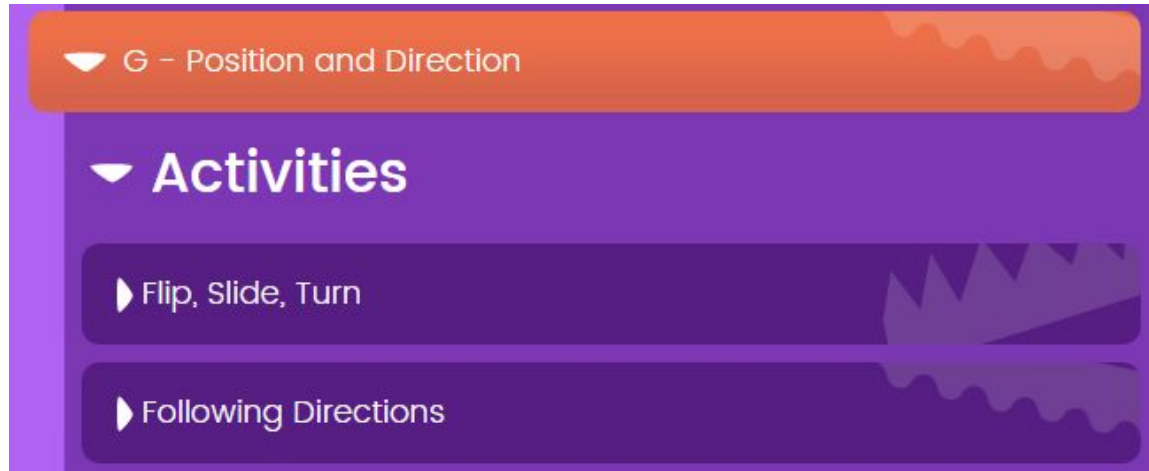 G - Position and Direction
Activities
Flip, Slide, Turn
Following Directions